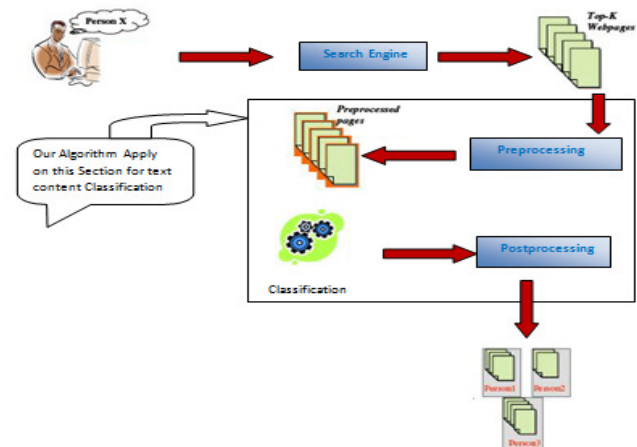 Person X
Search Engine
Top-K
Webpages
Preprocessed
pages
Preprocessing
Our Algorithm Apply
on this Section for text
content Classification
Postprocessing
Classification
Person1
Person2
Person3